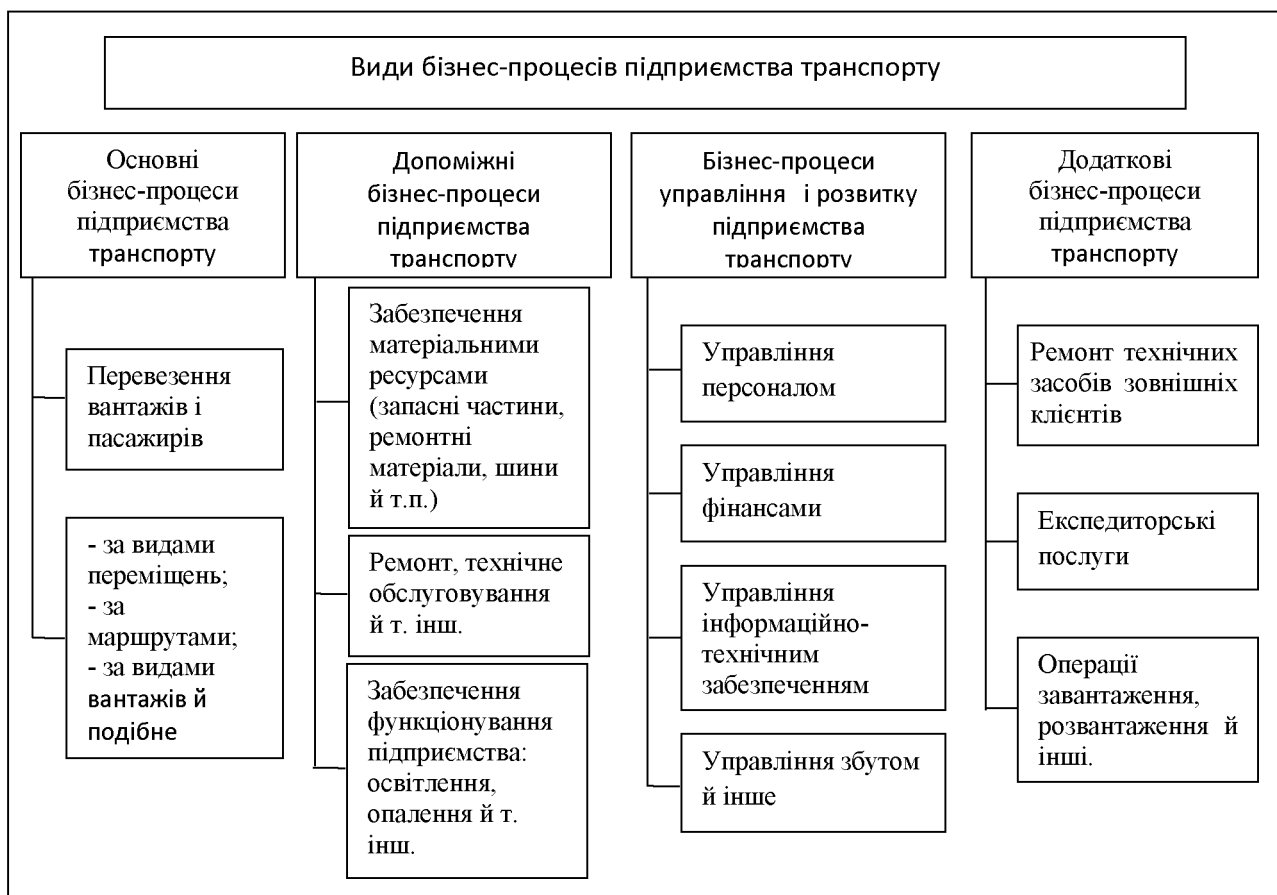 Види бізнес-процесів підприємства транспорту
Основні
бізнес-процеси
підприємства
транспорту
Перевезення
вантажів і
пасажирів
- за видами
переміщень;
- за
маршрутами;
- за видами
вантажів й
подібне
Допоміжні
бізнес-процеси
підприємства
транспорту
Забезпечення
матеріальними
ресурсами
(запасні частини,
ремонтні
матеріали, шини
й т.п.)
Ремонт, технічне
обслуговування
й т. інш.
Забезпечення
функціонування
підприємства:
освітлення,
опалення й т.
інш.
Бізнес-процеси
управління і розвитку
підприємства
транспорту
Управління
персоналом
Управління
фінансами
Управління
інформаційно-
технічним
забезпеченням
Управління збутом
й інше
Додаткові
бізнес-процеси
підприємства
транспорту
Ремонт технічних
засобів зовнішніх
клієнтів
Експедиторські
послуги
Операції
завантаження,
розвантаження й
інші.